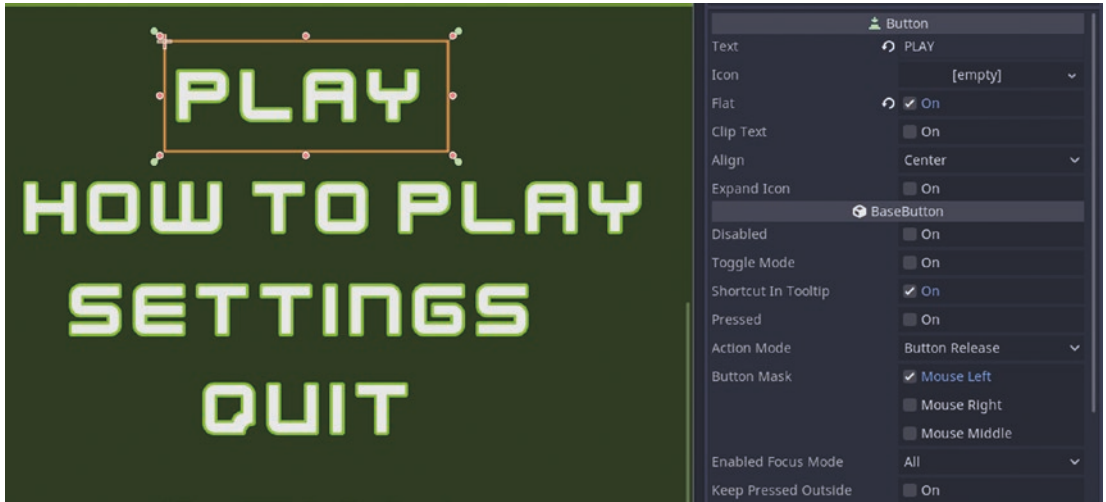 PLAY
HOW TO PLAY
SETTINGS
QUIT
Button
Text PLAY
Icon [empty]
Flat On
Clip Text On
Align Center
Expand Icon On
BaseButton
Disabled On
Toggle Mode On
Shortcut In Tooltip On
Pressed On
Action Mode Button Release
Button Mask Mouse Left
Mouse Right
Mouse Middle
Enabled Focus Mode All
Keep Pressed Outside On